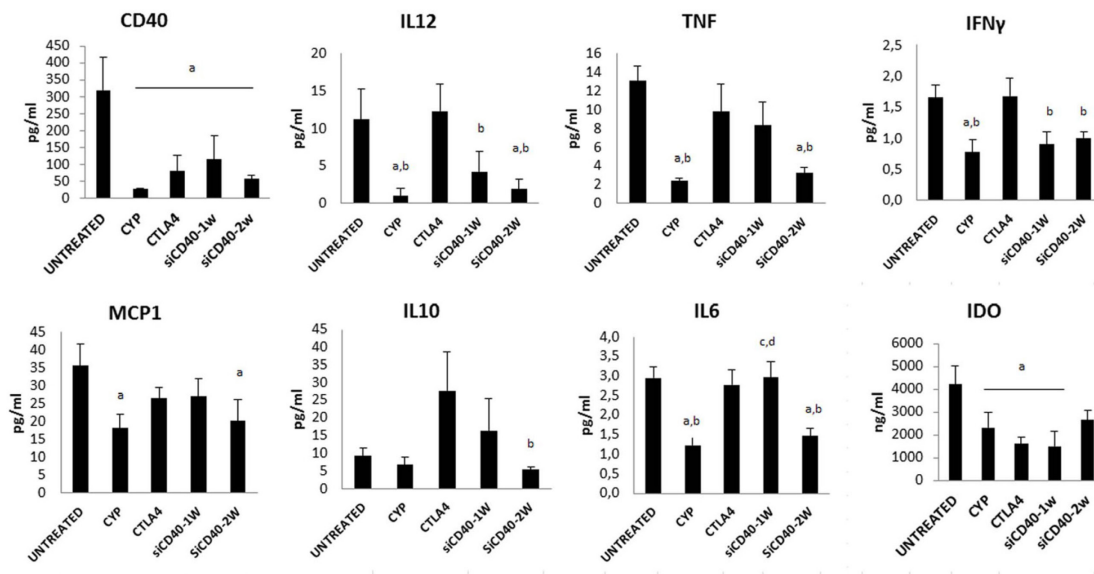 CD40
450
400
350
300
250
200
150
100
50
0
pg/ml
a
UNTREATED
CYP
CTLA4
siCD40-1w
siCD40-2w
IL12
20
15
10
5
0
pg/ml
a,b
b
a,b
UNTREATED
CYP
CTLA4
siCD40-1W
SiCD40-2W
TNF
16
14
12
10
8
6
4
2
0
pg/ml
a,b
a,b
UNTREATED
CYP
CTLA4
siCD40-1W
SiCD40-2W
IFNγ
2,5
2,0
1,5
1,0
0,5
0,0
pg/ml
a,b
b
b
UNTREATED
CYP
CTLA4
siCD40-1W
SiCD40-2W
MCP1
45
40
35
30
25
20
15
10
5
0
pg/ml
a
a
UNTREATED
CYP
CTLA4
siCD40-1W
SiCD40-2W
IL10
45
40
35
30
25
20
15
10
5
0
pg/ml
b
UNTREATED
CYP
CTLA4
siCD40-1W
SiCD40-2W
IL6
4,0
3,5
3,0
2,5
2,0
1,5
1,0
0,5
0,0
pg/ml
a,b
c,d
a,b
UNTREATED
CYP
CTLA4
siCD40-1W
SiCD40-2W
IDO
6000
5000
4000
3000
2000
1000
0
ng/ml
a
UNTREATED
CYP
CTLA4
siCD40-1w
siCD40-2w